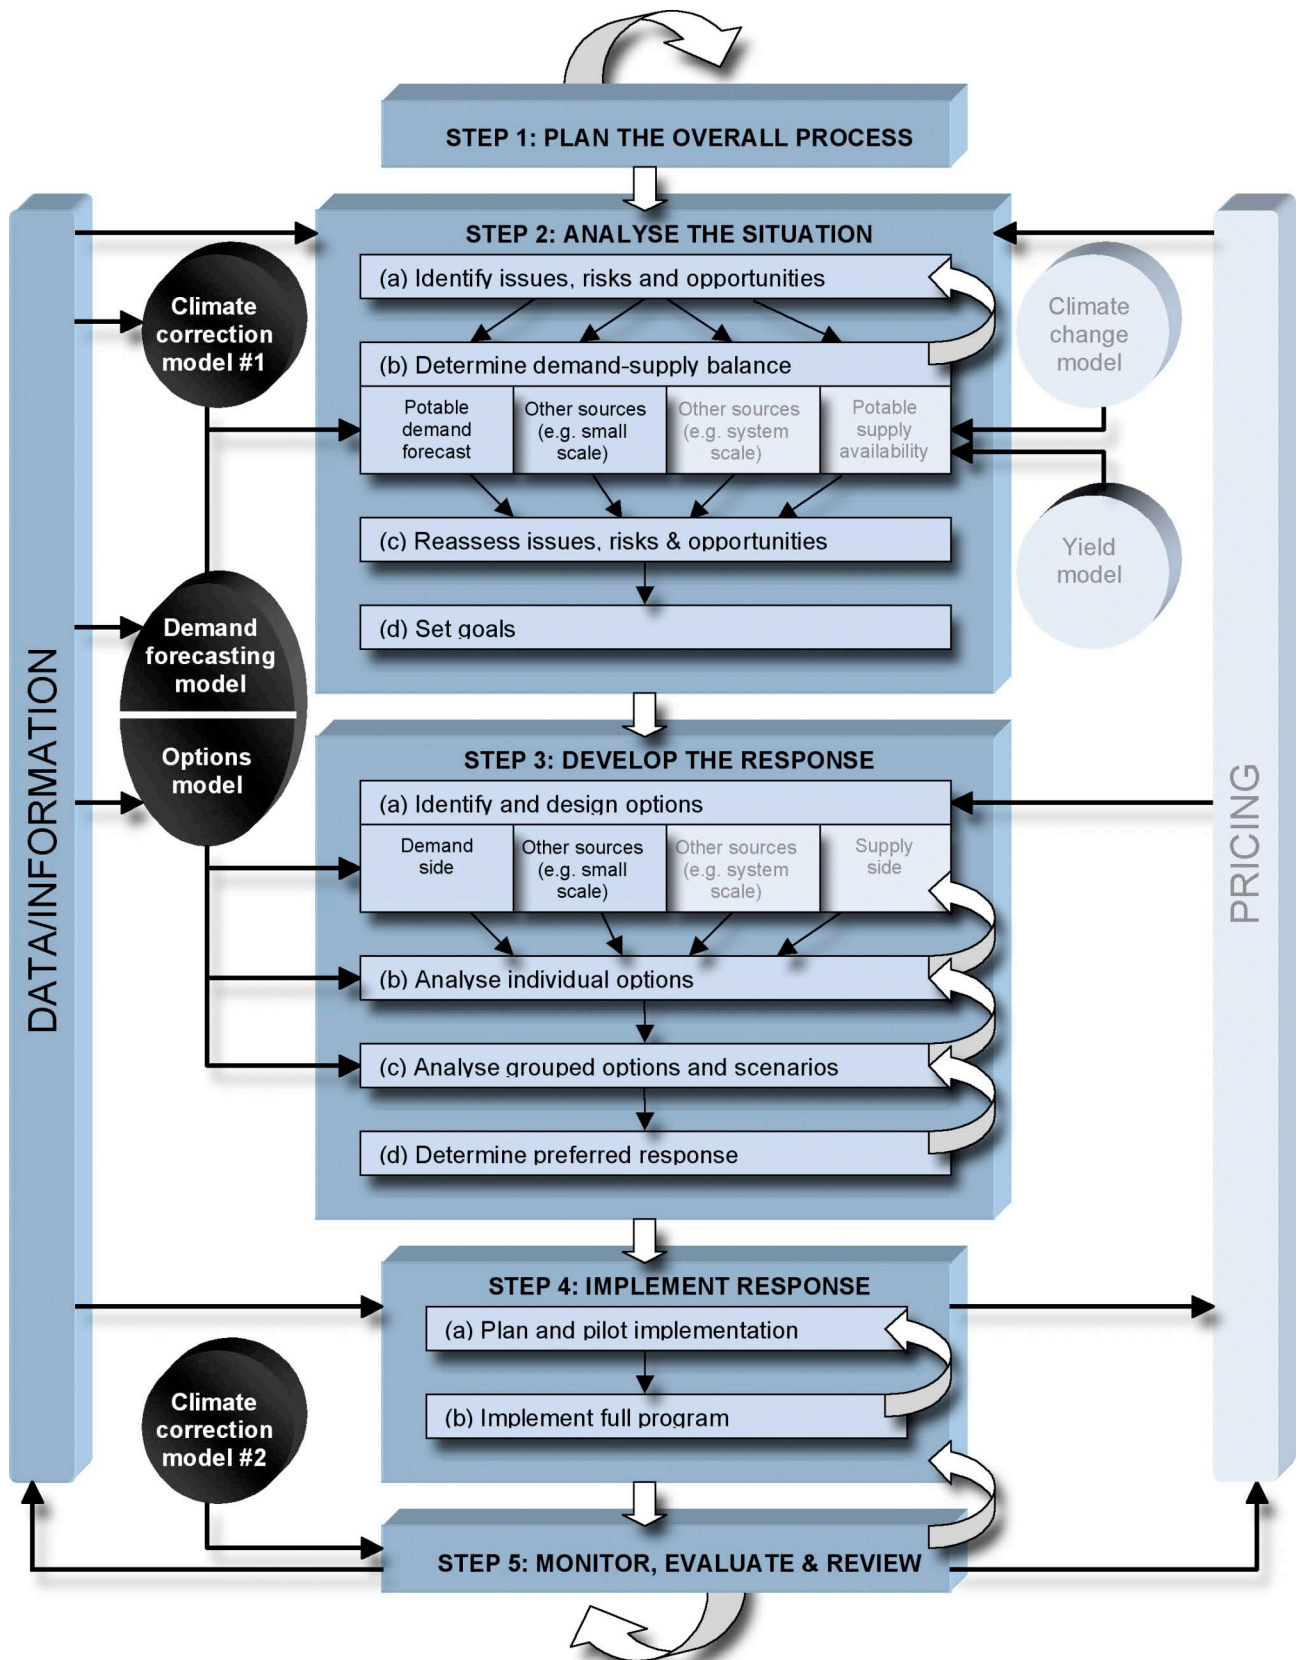 STEP 1: PLAN THE OVERALL PROCESS
STEP 2: ANALYSE THE SITUATION
(a) Identify issues, risks and opportunities
(b) Determine demand-supply balance
Potable
demand
forecast
Other sources
(e.g. small
scale)
Other sources
(e.g. system
scale)
Potable
supply
availability
(c) Reassess issues, risks & opportunities
(d) Set goals
Climate
correction
model #1
Demand
forecasting
model
Options
model
Climate
change
model
Yield
model
DATA/INFORMATION
PRICING
STEP 3: DEVELOP THE RESPONSE
(a) Identify and design options
Demand
side
Other sources
(e.g. small
scale)
Other sources
(e.g. system
scale)
Supply
side
(b) Analyse individual options
(c) Analyse grouped options and scenarios
(d) Determine preferred response
STEP 4: IMPLEMENT RESPONSE
(a) Plan and pilot implementation
(b) Implement full program
Climate
correction
model #2
STEP 5: MONITOR, EVALUATE & REVIEW